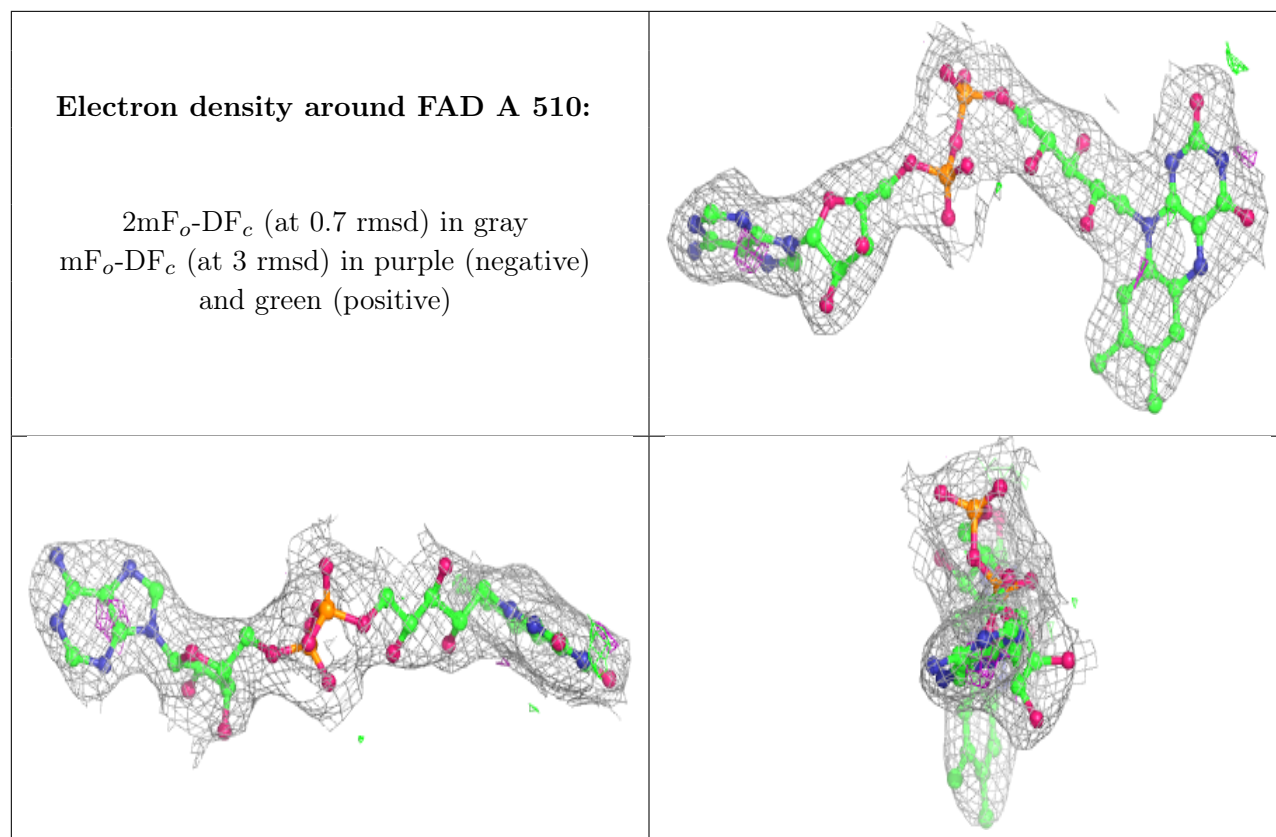 Electron density around FAD A 510:
2mFo-DFc (at 0.7 rmsd) in gray
mFo-DFc (at 3 rmsd) in purple (negative)
and green (positive)